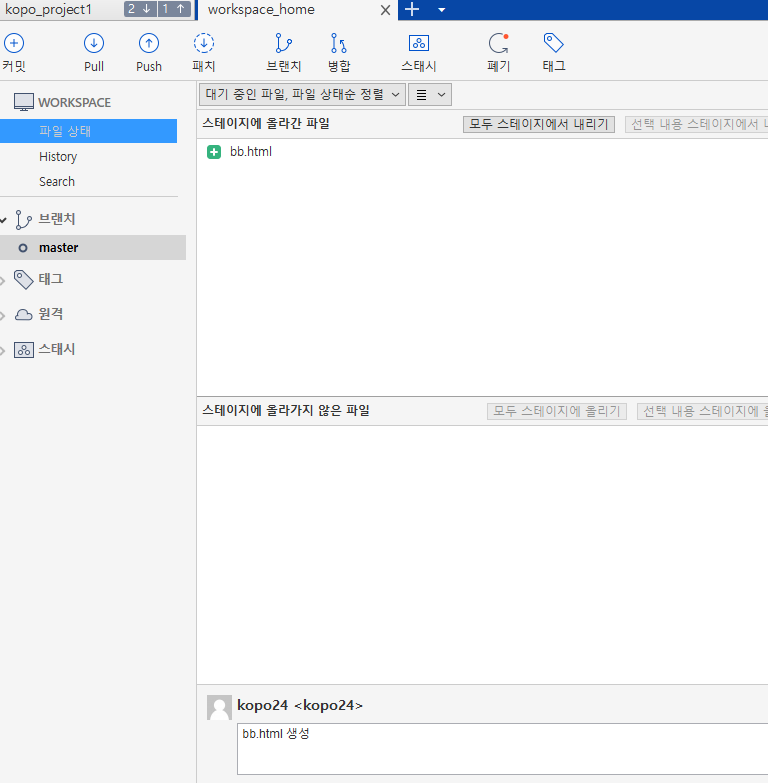 kopo_project1 2 1 workspace_home
커밋 Pull Push 패치 브랜치 병합 스태시 폐기 태그
WORKSPACE
파일 상태
History
Search
브랜치
master
태그
원격
스태시
대기 중인 파일, 파일 상태순 정렬
스테이지에 올라간 파일 모두 스테이지에서 내리기 선택 내용 스테이지에서
bb.html
스테이지에 올라가지 않은 파일 모두 스테이지에 올리기 선택 내용 스테이지에
kopo24 <kopo24>
bb.html 생성